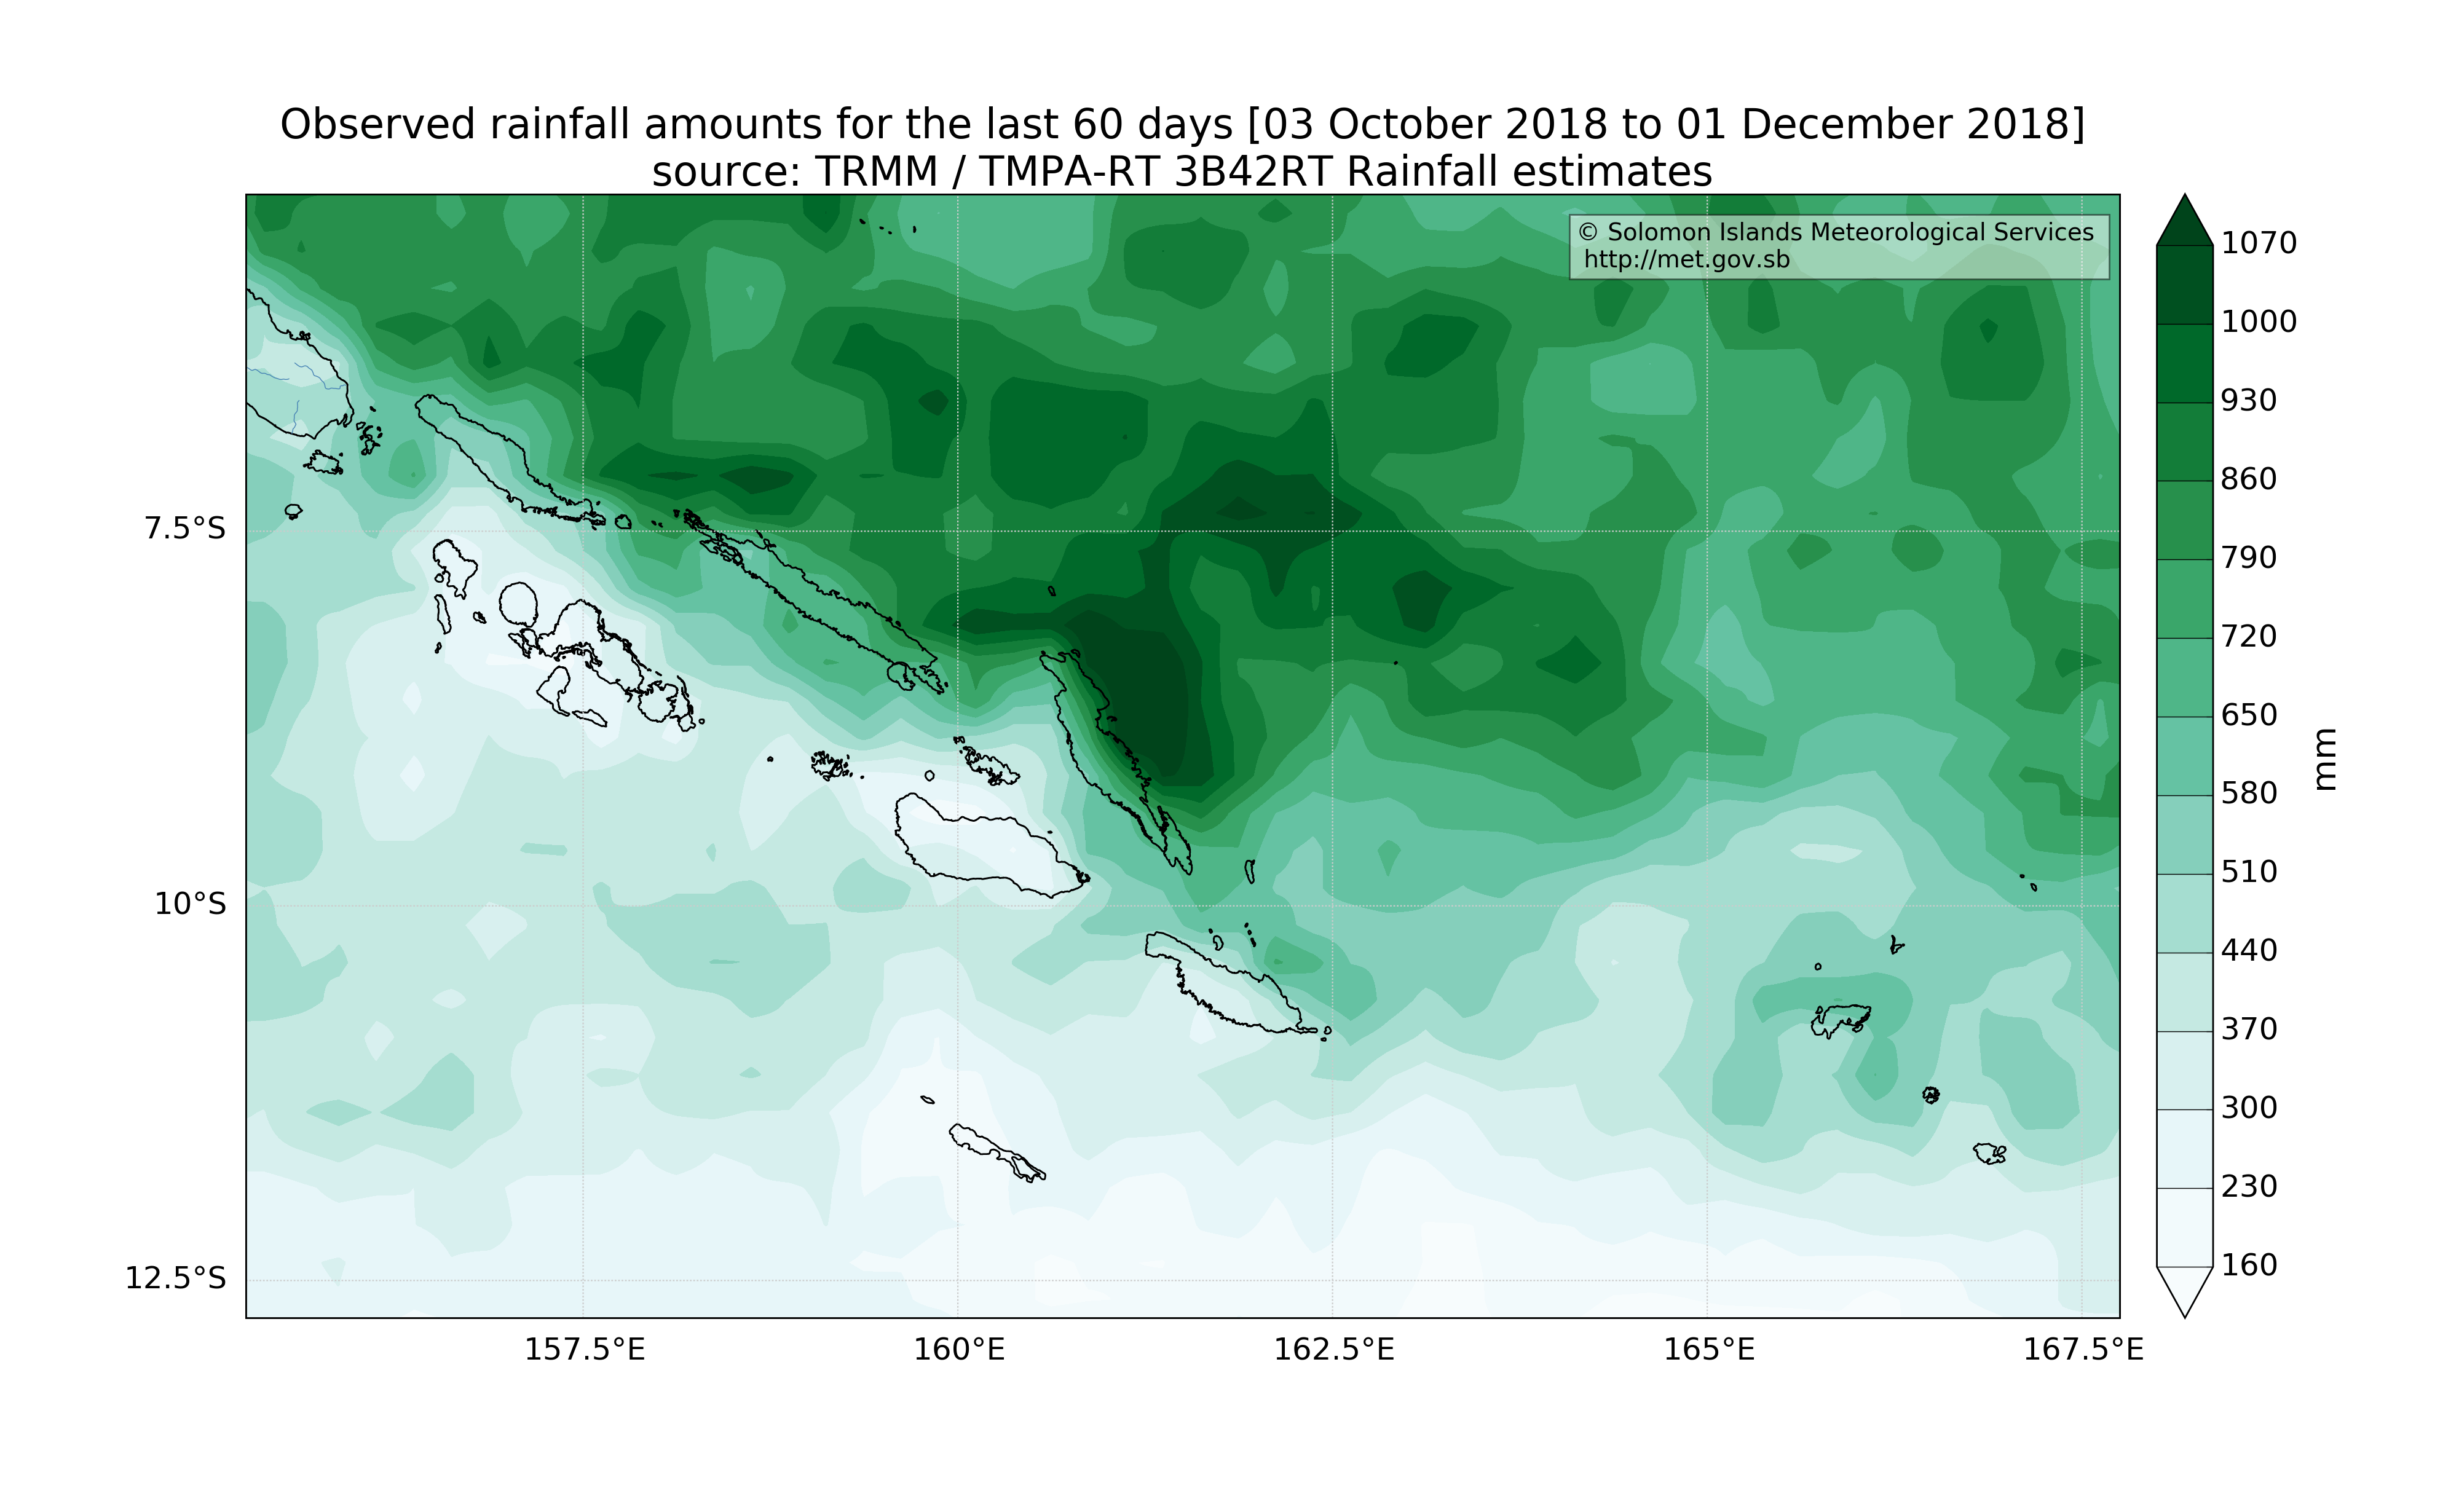 Observed rainfall amounts for the last 60 days [03 October 2018 to 01 December 2018]
source: TRMM / TMPA-RT 3B42RT Rainfall estimates
© Solomon Islands Meteorological Services
http://met.gov.sb
7.5°S
10°S
12.5°S
157.5°E
160°E
162.5°E
165°E
167.5°E
1070
1000
930
860
790
720
650
580
510
440
370
300
230
160
mm